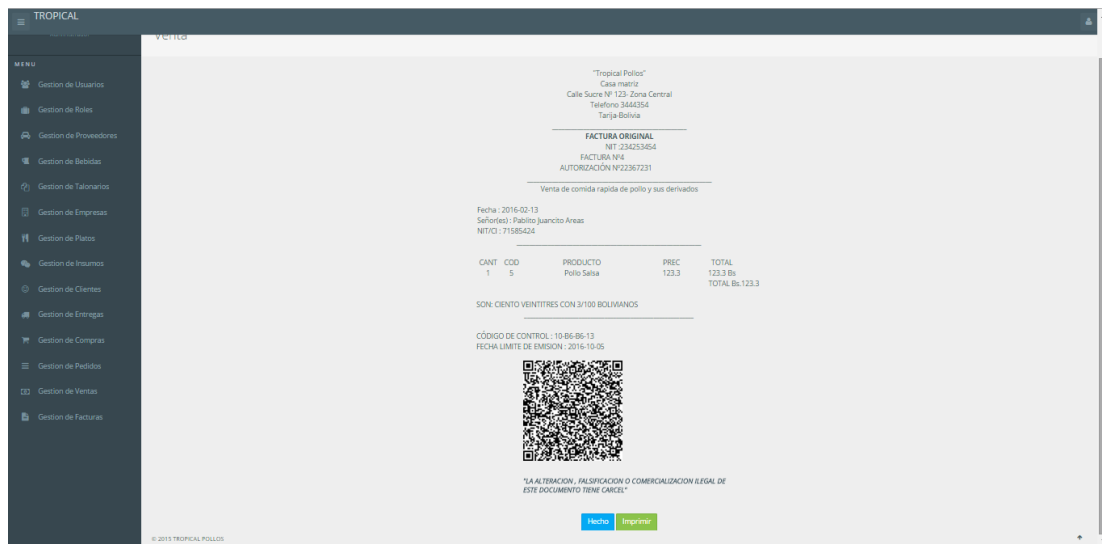 TROPICAL
Venta
MENU
Gestion de Usuarios
Gestion de Roles
Gestion de Proveedores
Gestion de Bebidas
Gestion de Talonarios
Gestion de Empresas
Gestion de Platos
Gestion de Insumos
Gestion de Clientes
Gestion de Entregas
Gestion de Compras
Gestion de Pedidos
Gestion de Ventas
Gestion de Facturas
"Tropical Pollos"
Casa matriz
Calle Sucre Nº 123- Zona Central
Telefono 3444354
Tarija-Bolivia
FACTURA ORIGINAL
NIT :234253454
FACTURA Nº4
AUTORIZACIÓN Nº22367231
Venta de comida rapida de pollo y sus derivados
Fecha : 2016-02-13
Señor(es) : Pablito Juancito Areas
NIT/CI : 71585424
CANT COD PRODUCTO PREC TOTAL
1 5 Pollo Salsa 123.3 123.3 Bs
TOTAL Bs.123.3
SON: CIENTO VEINTITRES CON 3/100 BOLIVIANOS
CÓDIGO DE CONTROL : 10-B6-B6-13
FECHA LIMITE DE EMISION : 2016-10-05
"LA ALTERACION , FALSIFICACION O COMERCIALIZACION ILEGAL DE
ESTE DOCUMENTO TIENE CARCEL"
Hecho Imprimir
© 2015 TROPICAL POLLOS